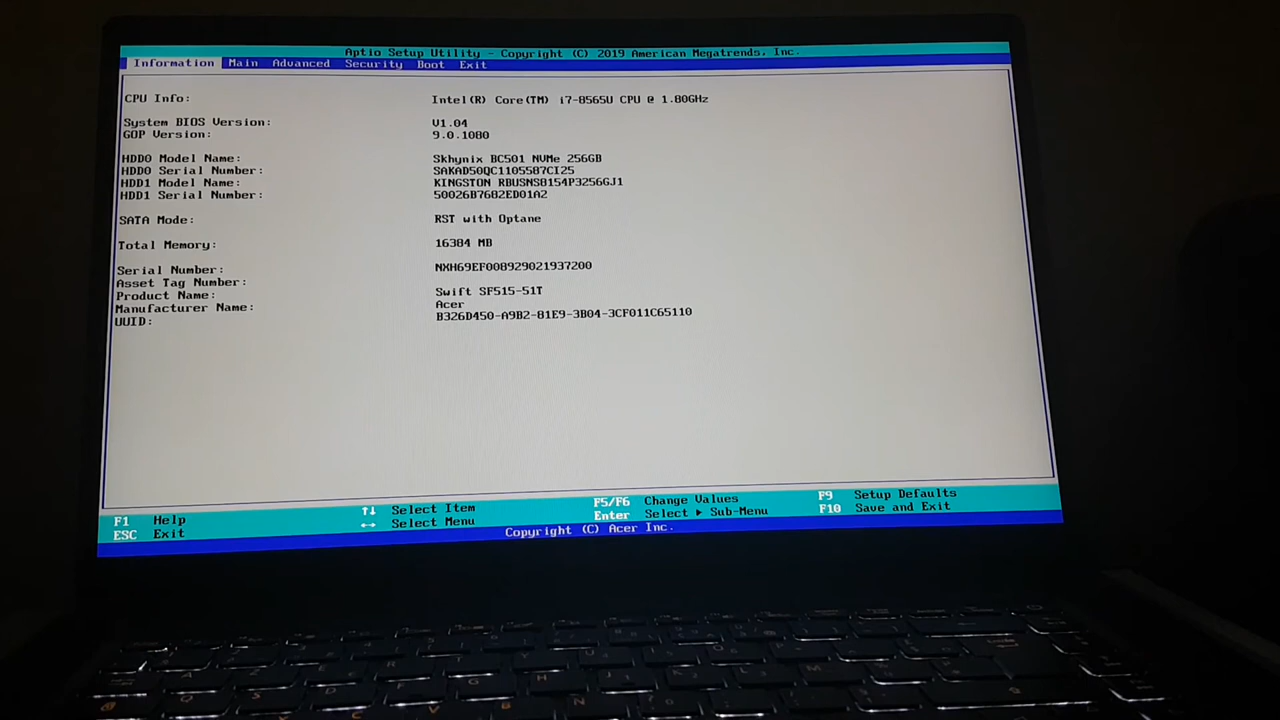 Aptio Setup Utility - Copyright (C) 2019 American Megatrends, Inc.
Information Main Advanced Security Boot Exit
CPU Info: Intel(R) Core(TM) i7-8565U CPU @ 1.80GHz
System BIOS Version: V1.04
GOP Version: 9.0.1080
HDD0 Model Name: Skhynix BC501 NVMe 256GB
HDD0 Serial Number: SAKAD50QC1105587CI25
HDD1 Model Name: KINGSTON RBUSNS8154P3256GJ1
HDD1 Serial Number: 50026B7682ED01A2
SATA Mode: RST with Optane
Total Memory: 16384 MB
Serial Number: NXH69EF008929021937200
Asset Tag Number:
Product Name: Swift SF515-51T
Manufacturer Name: Acer
UUID: B326D450-A9B2-81E9-3B04-3CF011C65110
F1 Help ↑↓ Select Item F5/F6 Change Values F9 Setup Defaults
ESC Exit ↔ Select Menu Enter Select ▶ Sub-Menu F10 Save and Exit
Copyright (C) Acer Inc.